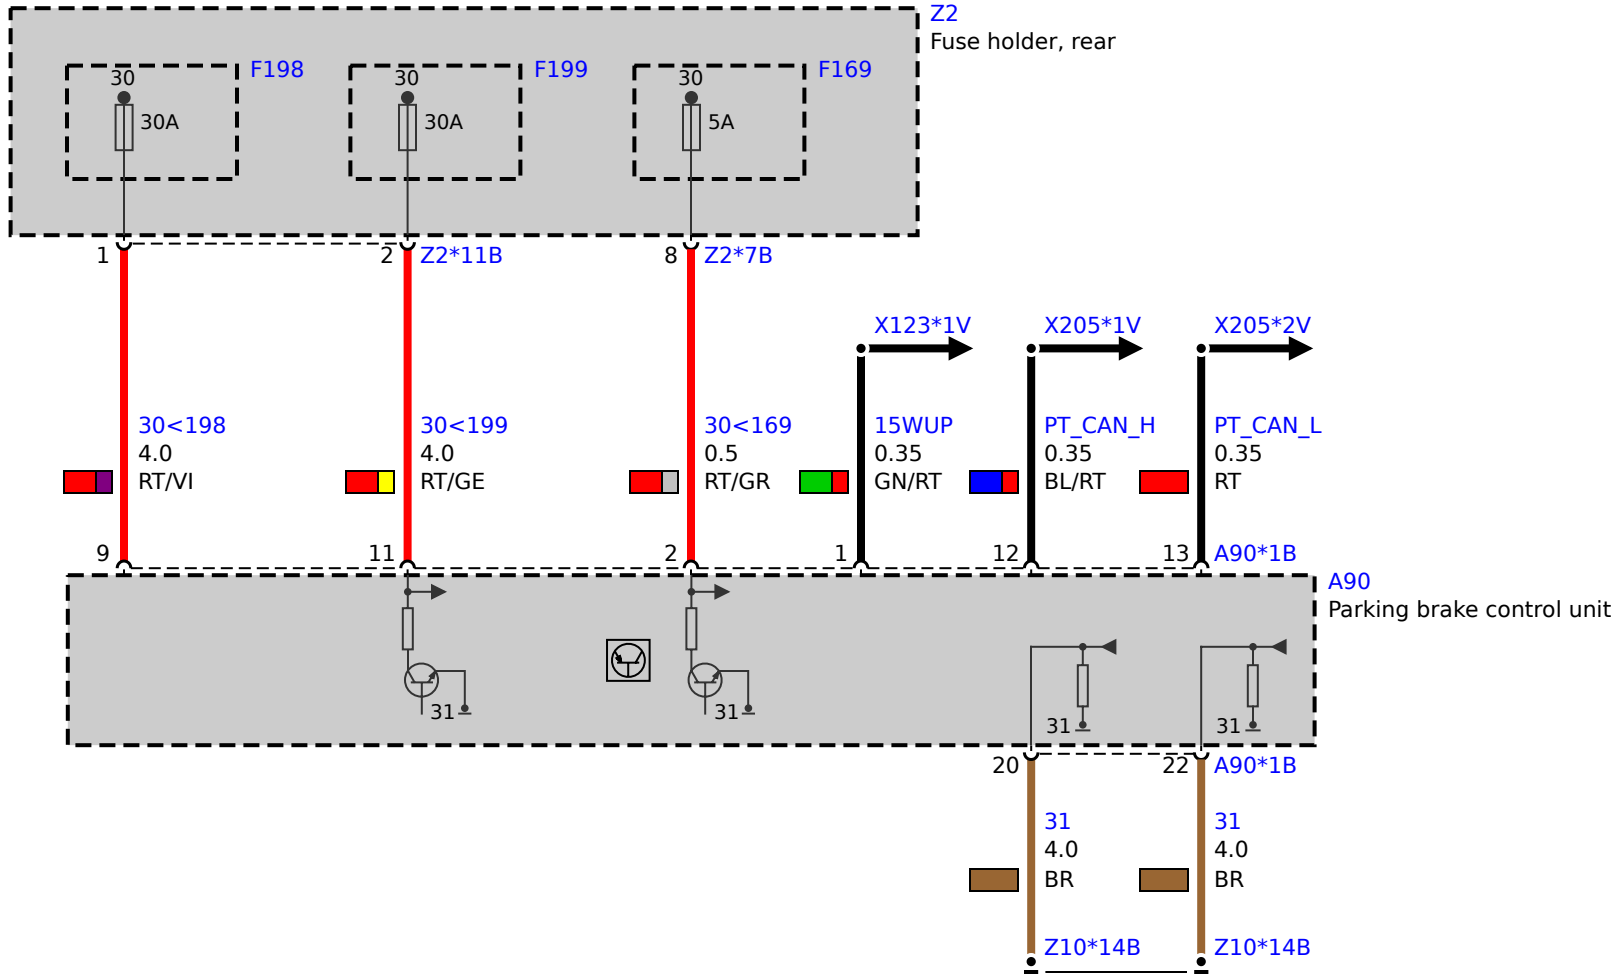 Z2
Fuse holder, rear
F198
F199
F169
30
30
30
30A
30A
5A
1
2
Z2*11B
8
Z2*7B
X123*1V
X205*1V
X205*2V
30<198
4.0
RT/VI
30<199
4.0
RT/GE
30<169
0.5
RT/GR
15WUP
0.35
GN/RT
PT_CAN_H
0.35
BL/RT
PT_CAN_L
0.35
RT
9
11
2
1
12
13
A90*1B
A90
Parking brake control unit
31
31
31
31
20
22
A90*1B
31
4.0
BR
31
4.0
BR
Z10*14B
Z10*14B